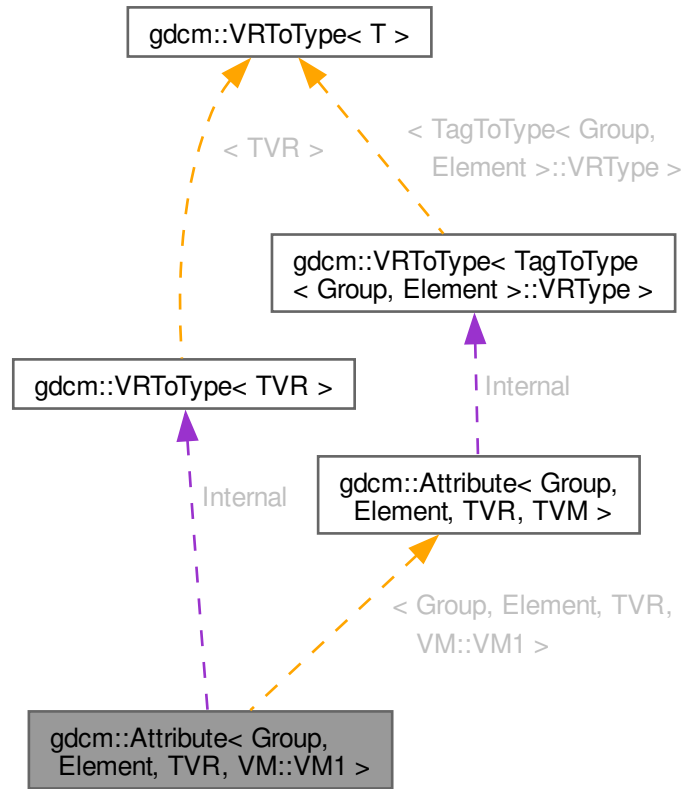 gdcm::VRToType< T >
< TagToType< Group,
Element >::VRType >
< TVR >
gdcm::VRToType< TagToType
< Group, Element >::VRType >
gdcm::VRToType< TVR >
Internal
gdcm::Attribute< Group,
Element, TVR, TVM >
Internal
< Group, Element, TVR,
VM::VM1 >
gdcm::Attribute< Group,
Element, TVR, VM::VM1 >